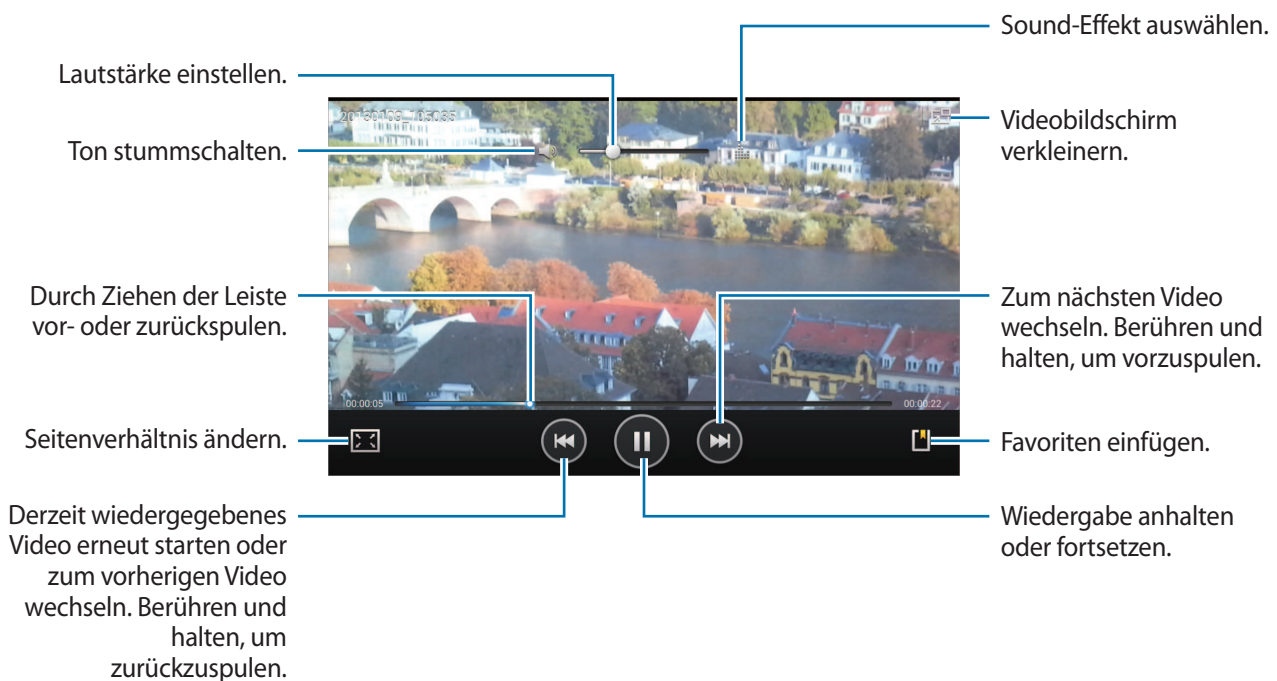 Sound-Effekt auswählen.
Lautstärke einstellen.
Videobildschirm
verkleinern.
Ton stummschalten.
20130103_105035
Durch Ziehen der Leiste
vor- oder zurückspulen.
Zum nächsten Video
wechseln. Berühren und
halten, um vorzuspulen.
00:00:05
00:00:22
Seitenverhältnis ändern.
Favoriten einfügen.
Derzeit wiedergegebenes
Video erneut starten oder
zum vorherigen Video
wechseln. Berühren und
halten, um
zurückzuspulen.
Wiedergabe anhalten
oder fortsetzen.